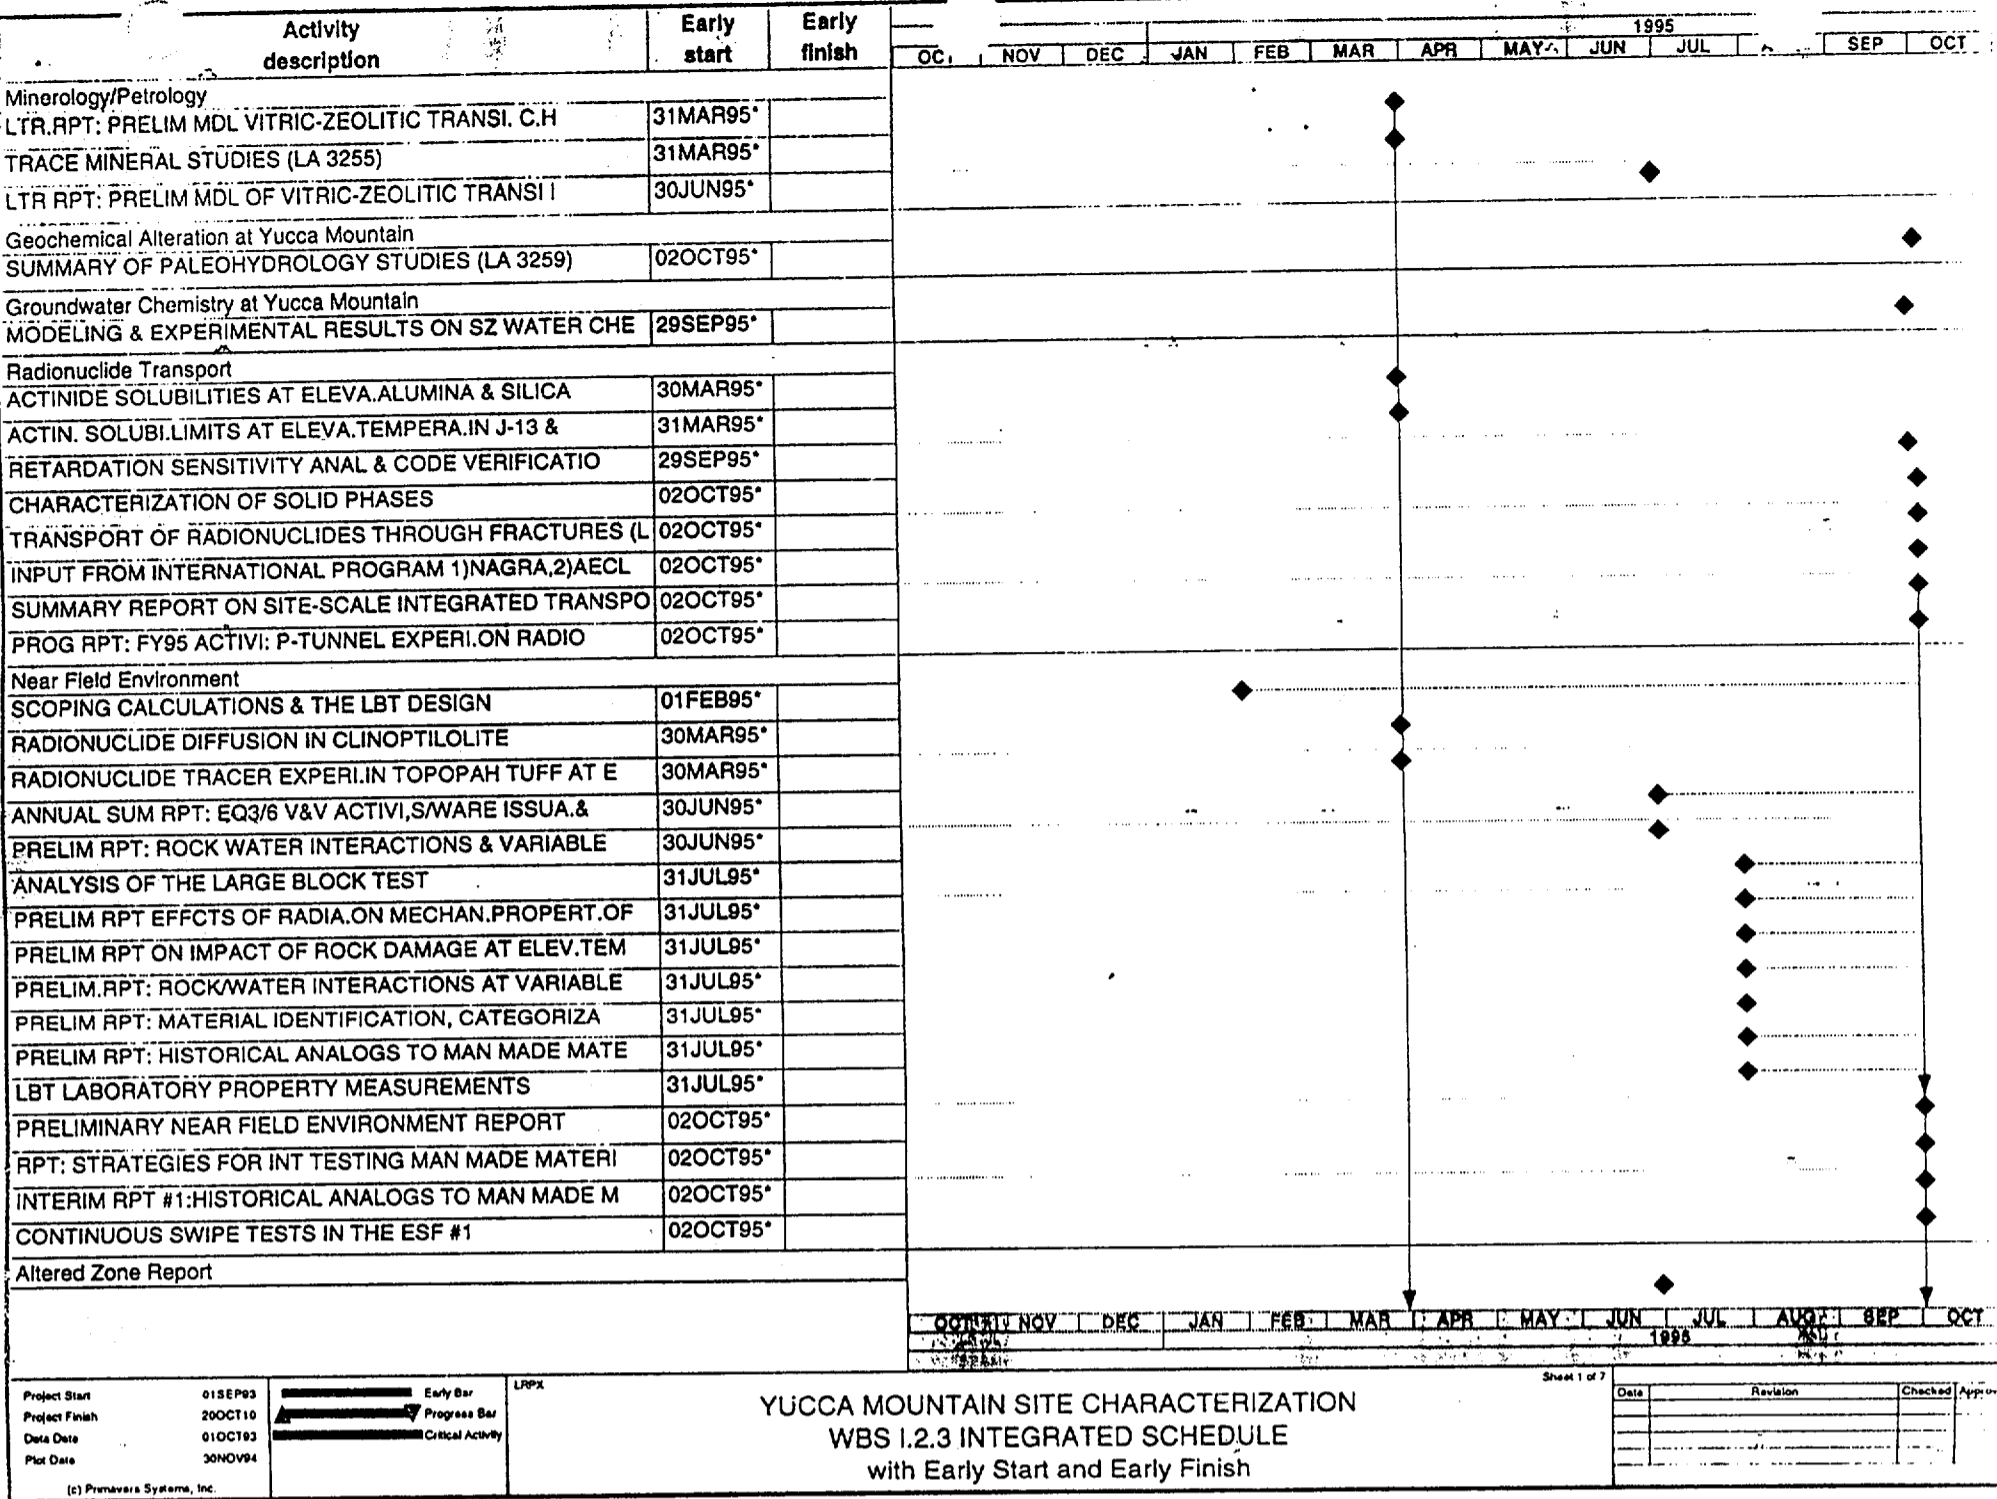 Activity description Early start Early finish
1995
NOV DEC JAN FEB MAR APR MAY JUN JUL SEP OCT
Minerology/Petrology
LTR.RPT: PRELIM MDL VITRIC-ZEOLITIC TRANSI. C.H 31MAR95*
TRACE MINERAL STUDIES (LA 3255) 31MAR95*
LTR RPT: PRELIM MDL OF VITRIC-ZEOLITIC TRANSI I 30JUN95*
Geochemical Alteration at Yucca Mountain
SUMMARY OF PALEOHYDROLOGY STUDIES (LA 3259) 02OCT95*
Groundwater Chemistry at Yucca Mountain
MODELING & EXPERIMENTAL RESULTS ON SZ WATER CHE 29SEP95*
Radionuclide Transport
ACTINIDE SOLUBILITIES AT ELEVA.ALUMINA & SILICA 30MAR95*
ACTIN. SOLUBI.LIMITS AT ELEVA.TEMPERA.IN J-13 & 31MAR95*
RETARDATION SENSITIVITY ANAL & CODE VERIFICATIO 29SEP95*
CHARACTERIZATION OF SOLID PHASES 02OCT95*
TRANSPORT OF RADIONUCLIDES THROUGH FRACTURES (L 02OCT95*
INPUT FROM INTERNATIONAL PROGRAM 1)NAGRA,2)AECL 02OCT95*
SUMMARY REPORT ON SITE-SCALE INTEGRATED TRANSPO 02OCT95*
PROG RPT: FY95 ACTIVI: P-TUNNEL EXPERI.ON RADIO 02OCT95*
Near Field Environment
SCOPING CALCULATIONS & THE LBT DESIGN 01FEB95*
RADIONUCLIDE DIFFUSION IN CLINOPTILOLITE 30MAR95*
RADIONUCLIDE TRACER EXPERI.IN TOPOPAH TUFF AT E 30MAR95*
ANNUAL SUM RPT: EQ3/6 V&V ACTIVI,S/WARE ISSUA.& 30JUN95*
PRELIM RPT: ROCK WATER INTERACTIONS & VARIABLE 30JUN95*
ANALYSIS OF THE LARGE BLOCK TEST 31JUL95*
PRELIM RPT EFFCTS OF RADIA.ON MECHAN.PROPERT.OF 31JUL95*
PRELIM RPT ON IMPACT OF ROCK DAMAGE AT ELEV.TEM 31JUL95*
PRELIM.RPT: ROCK/WATER INTERACTIONS AT VARIABLE 31JUL95*
PRELIM RPT: MATERIAL IDENTIFICATION, CATEGORIZA 31JUL95*
PRELIM RPT: HISTORICAL ANALOGS TO MAN MADE MATE 31JUL95*
LBT LABORATORY PROPERTY MEASUREMENTS 31JUL95*
PRELIMINARY NEAR FIELD ENVIRONMENT REPORT 02OCT95*
RPT: STRATEGIES FOR INT TESTING MAN MADE MATERI 02OCT95*
INTERIM RPT #1:HISTORICAL ANALOGS TO MAN MADE M 02OCT95*
CONTINUOUS SWIPE TESTS IN THE ESF #1 02OCT95*
Altered Zone Report
OCT NOV DEC JAN FEB MAR APR MAY JUN JUL AUG SEP OCT
1995
Project Start 01SEP93
Project Finish 20OCT10
Data Date 01OCT93
Plot Date 30NOV94
(c) Primavera Systems, Inc.
Early Bar
Progress Bar
Critical Activity
LRPX
YUCCA MOUNTAIN SITE CHARACTERIZATION
WBS I.2.3 INTEGRATED SCHEDULE
with Early Start and Early Finish
Sheet 1 of 7
Date Revision Checked